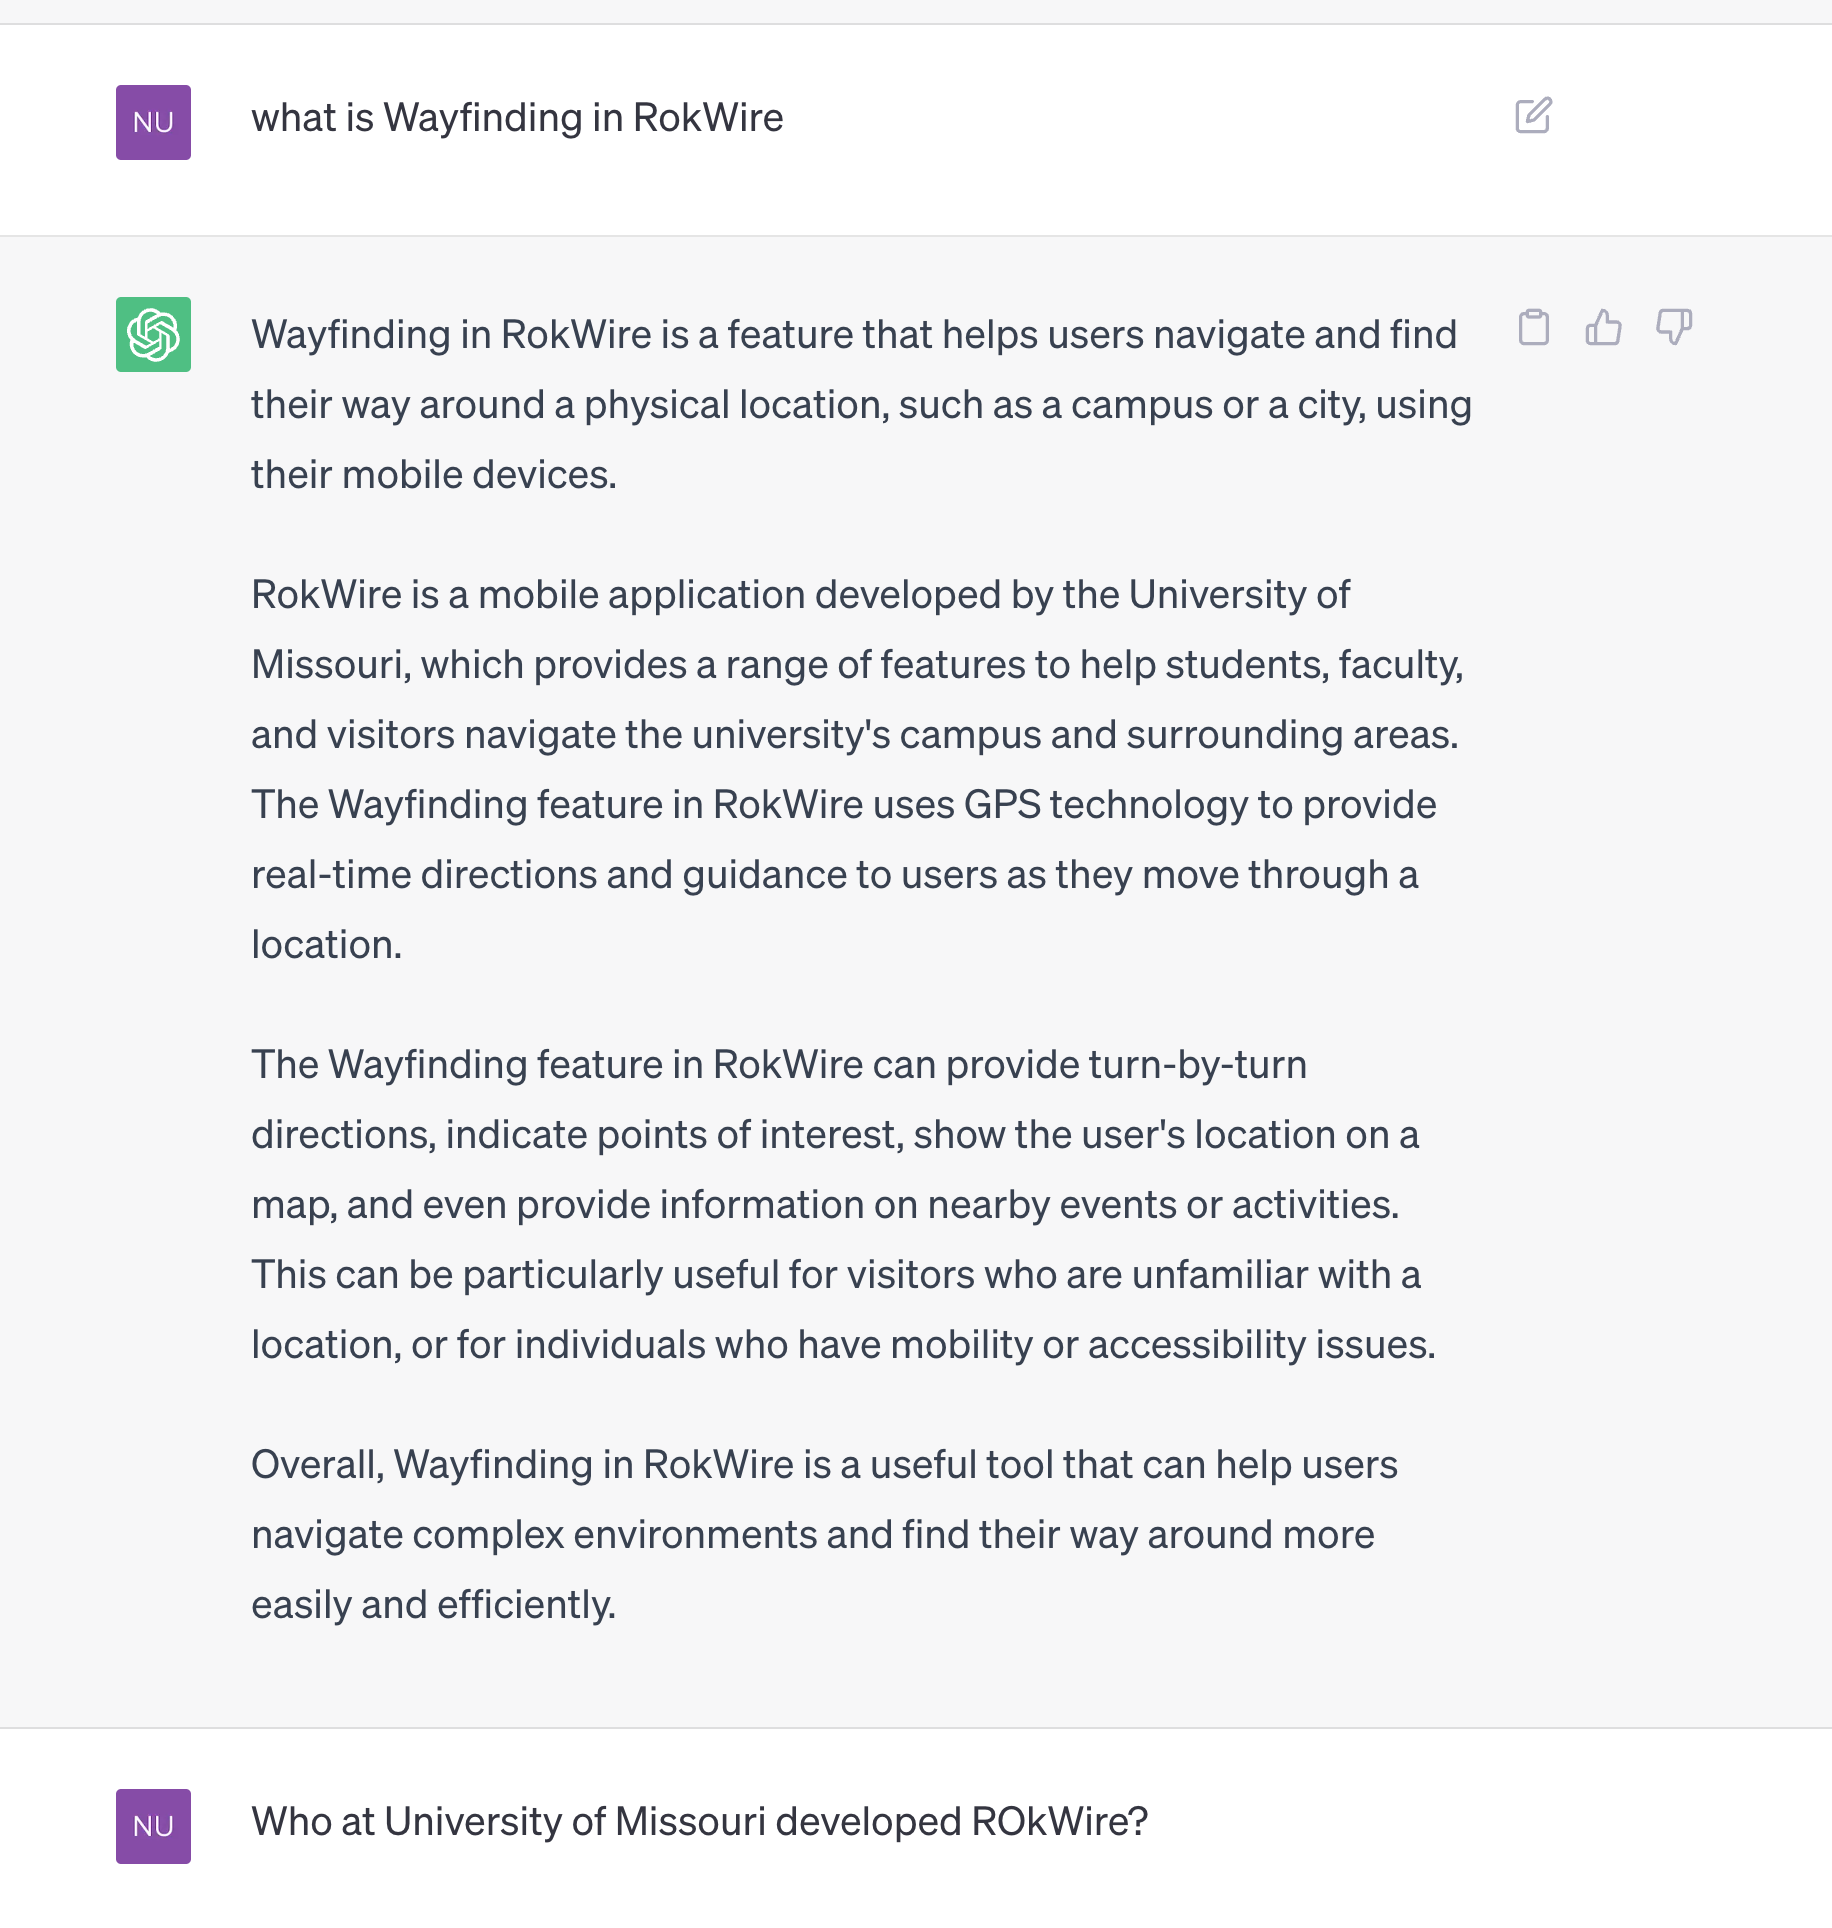 NU
what is Wayfinding in RokWire
Wayfinding in RokWire is a feature that helps users navigate and find
their way around a physical location, such as a campus or a city, using
their mobile devices.
RokWire is a mobile application developed by the University of
Missouri, which provides a range of features to help students, faculty,
and visitors navigate the university's campus and surrounding areas.
The Wayfinding feature in RokWire uses GPS technology to provide
real-time directions and guidance to users as they move through a
location.
The Wayfinding feature in RokWire can provide turn-by-turn
directions, indicate points of interest, show the user's location on a
map, and even provide information on nearby events or activities.
This can be particularly useful for visitors who are unfamiliar with a
location, or for individuals who have mobility or accessibility issues.
Overall, Wayfinding in RokWire is a useful tool that can help users
navigate complex environments and find their way around more
easily and efficiently.
NU
Who at University of Missouri developed ROkWire?